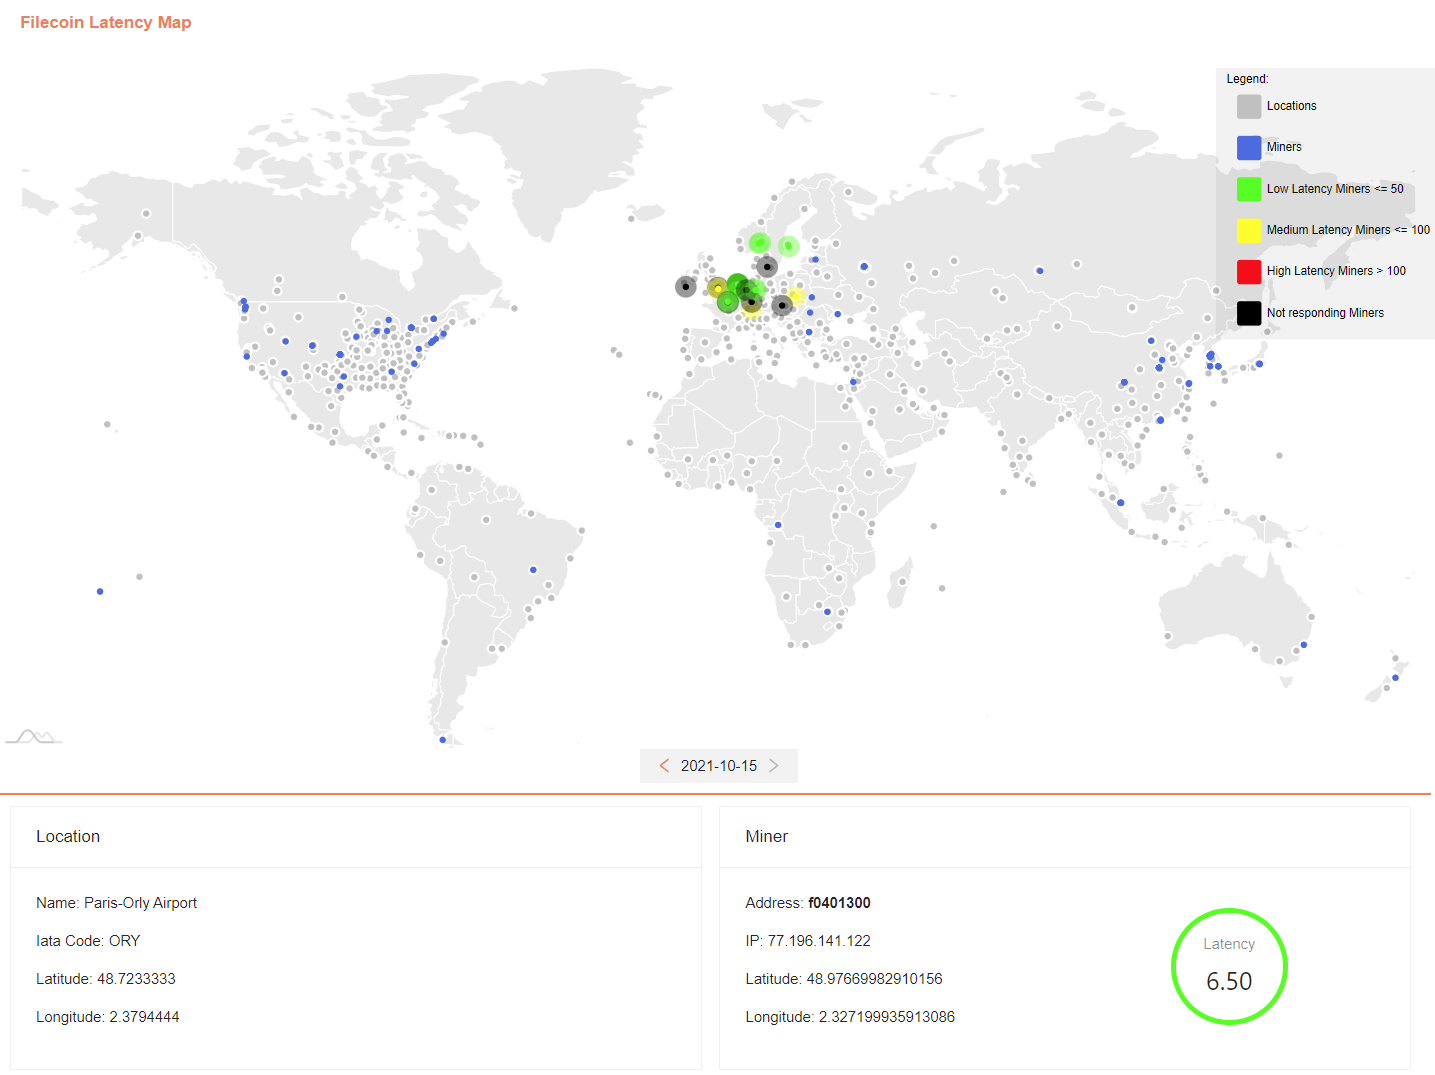 Filecoin Latency Map
Legend:
Locations
Miners
Low Latency Miners <= 50
Medium Latency Miners <= 100
High Latency Miners > 100
Not responding Miners
2021-10-15
Location
Name: Paris-Orly Airport
Iata Code: ORY
Latitude: 48.7233333
Longitude: 2.3794444
Miner
Address: f0401300
IP: 77.196.141.122
Latitude: 48.97669982910156
Longitude: 2.327199935913086
Latency
6.50